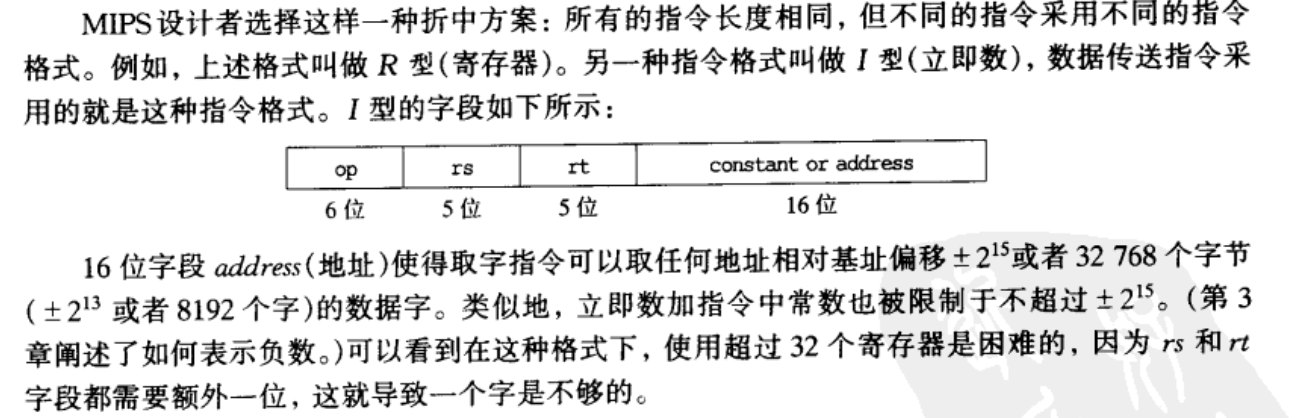 MIPS设计者选择这样一种折中方案：所有的指令长度相同，但不同的指令采用不同的指令
格式。例如，上述格式叫做 R 型(寄存器)。另一种指令格式叫做 I 型(立即数)，数据传送指令采
用的就是这种指令格式。I 型的字段如下所示：
op rs rt constant or address
6 位 5 位 5 位 16 位
16 位字段 address(地址)使得取字指令可以取任何地址相对基址偏移 ±2¹⁵或者 32 768 个字节
(±2¹³ 或者 8192 个字)的数据字。类似地，立即数加指令中常数也被限制于不超过 ±2¹⁵。(第 3
章阐述了如何表示负数。)可以看到在这种格式下，使用超过 32 个寄存器是困难的，因为 rs 和 rt
字段都需要额外一位，这就导致一个字是不够的。